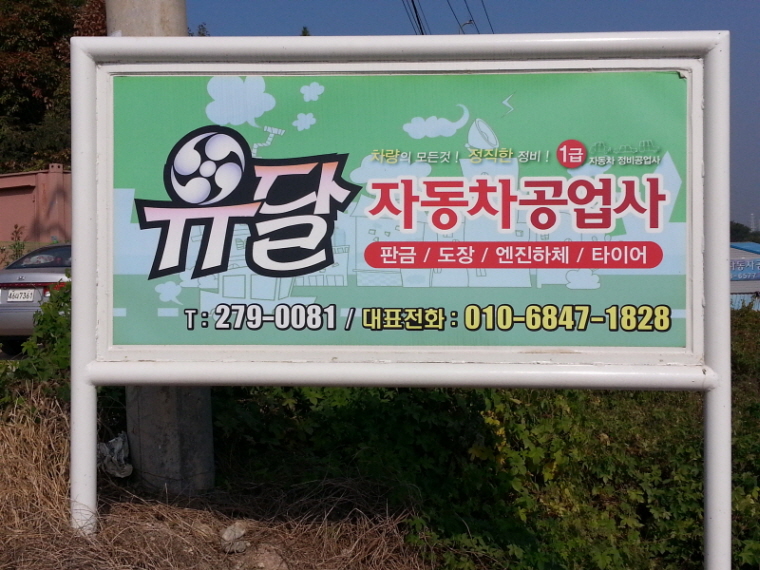 차량의 모든것! 정직한 정비! 1급 자동차 정비공업사
유달 자동차공업사
판금 / 도장 / 엔진하체 / 타이어
T : 279-0081 / 대표전화 : 010-6847-1828